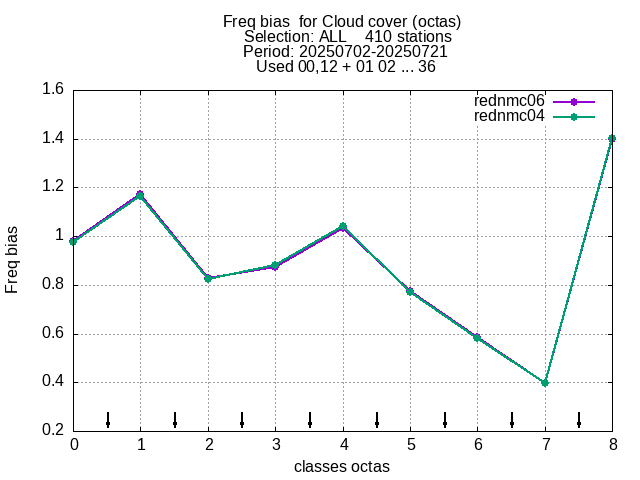 Freq bias  for Cloud cover (octas)
Selection: ALL    410 stations
Period: 20250702-20250721
Used 00,12 + 01 02 ... 36
rednmc06
rednmc04
1.6
1.4
1.2
1
0.8
0.6
0.4
0.2
Freq bias
0 1 2 3 4 5 6 7 8
classes octas